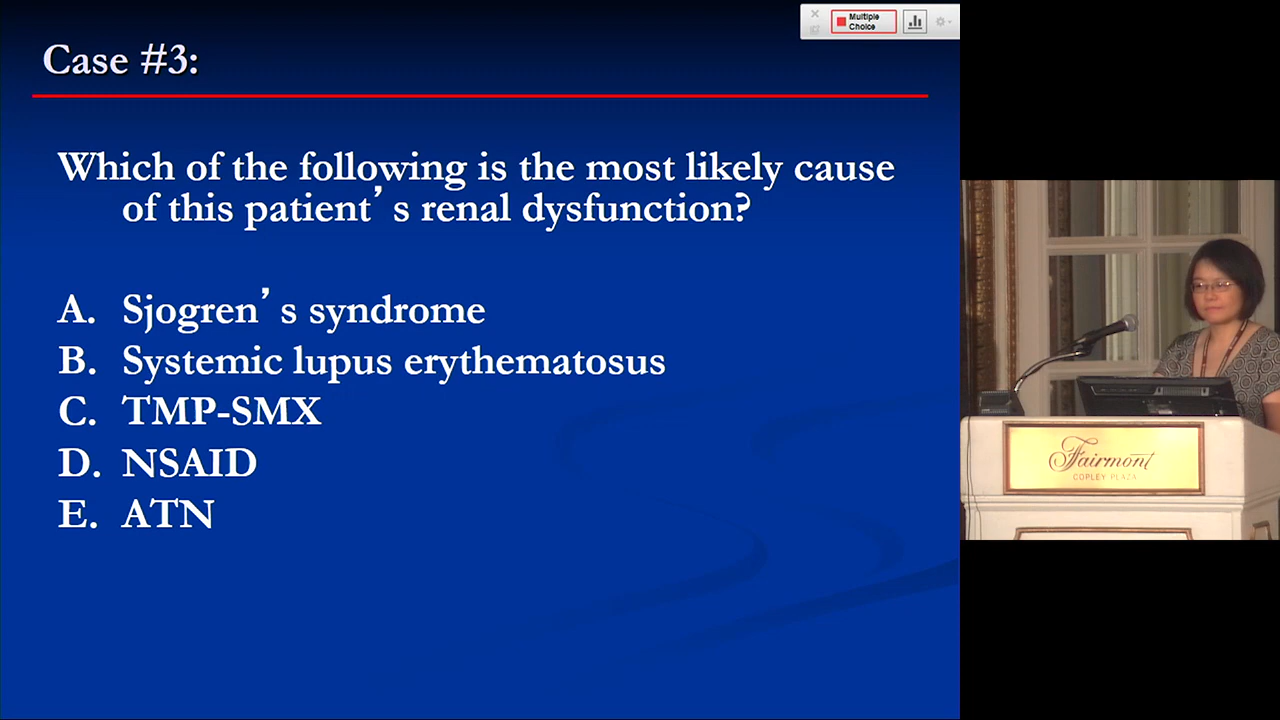 Multiple
Choice
Case #3:
Which of the following is the most likely cause
of this patient’s renal dysfunction?
A. Sjogren’s syndrome
B. Systemic lupus erythematosus
C. TMP-SMX
D. NSAID
E. ATN
Fairmont
COPLEY PLAZA